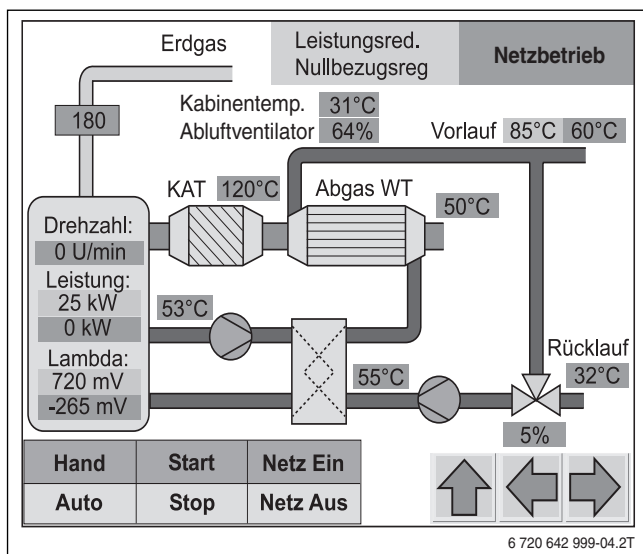 Erdgas
Leistungsred.
Nullbezugsreg
Netzbetrieb
180
Kabinentemp. 31°C
Abluftventilator 64%
Vorlauf 85°C 60°C
KAT 120°C Abgas WT
50°C
Drehzahl:
0 U/min
Leistung:
25 kW
0 kW
53°C
Lambda:
720 mV
-265 mV
55°C
Rücklauf
32°C
5%
Hand Start Netz Ein
Auto Stop Netz Aus
6 720 642 999-04.2T